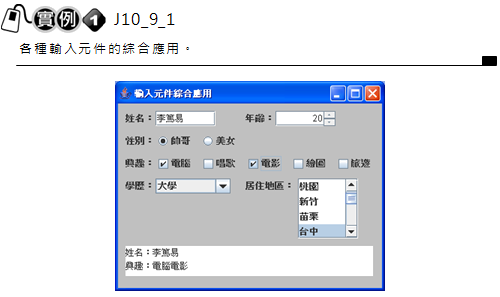 實例1 J10_9_1
各種輸入元件的綜合應用。
輸入元件綜合應用
姓名：李篤易 年齡： 20
性別： 帥哥 美女
興趣： 電腦 唱歌 電影 繪圖 旅遊
學歷： 大學 居住地區： 桃園
新竹
苗栗
台中
姓名：李篤易
興趣：電腦電影